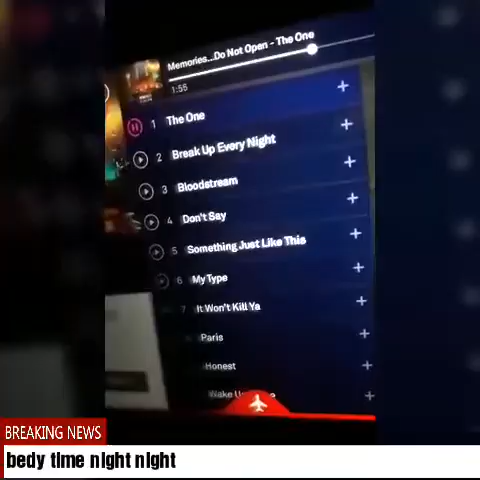 Memories...Do Not Open - The One
1:56
1 The One
2 Break Up Every Night
3 Bloodstream
4 Don't Say
5 Something Just Like This
6 My Type
7 It Won't Kill Ya
Paris
Honest
Wake U
BREAKING NEWS
bedy time night night